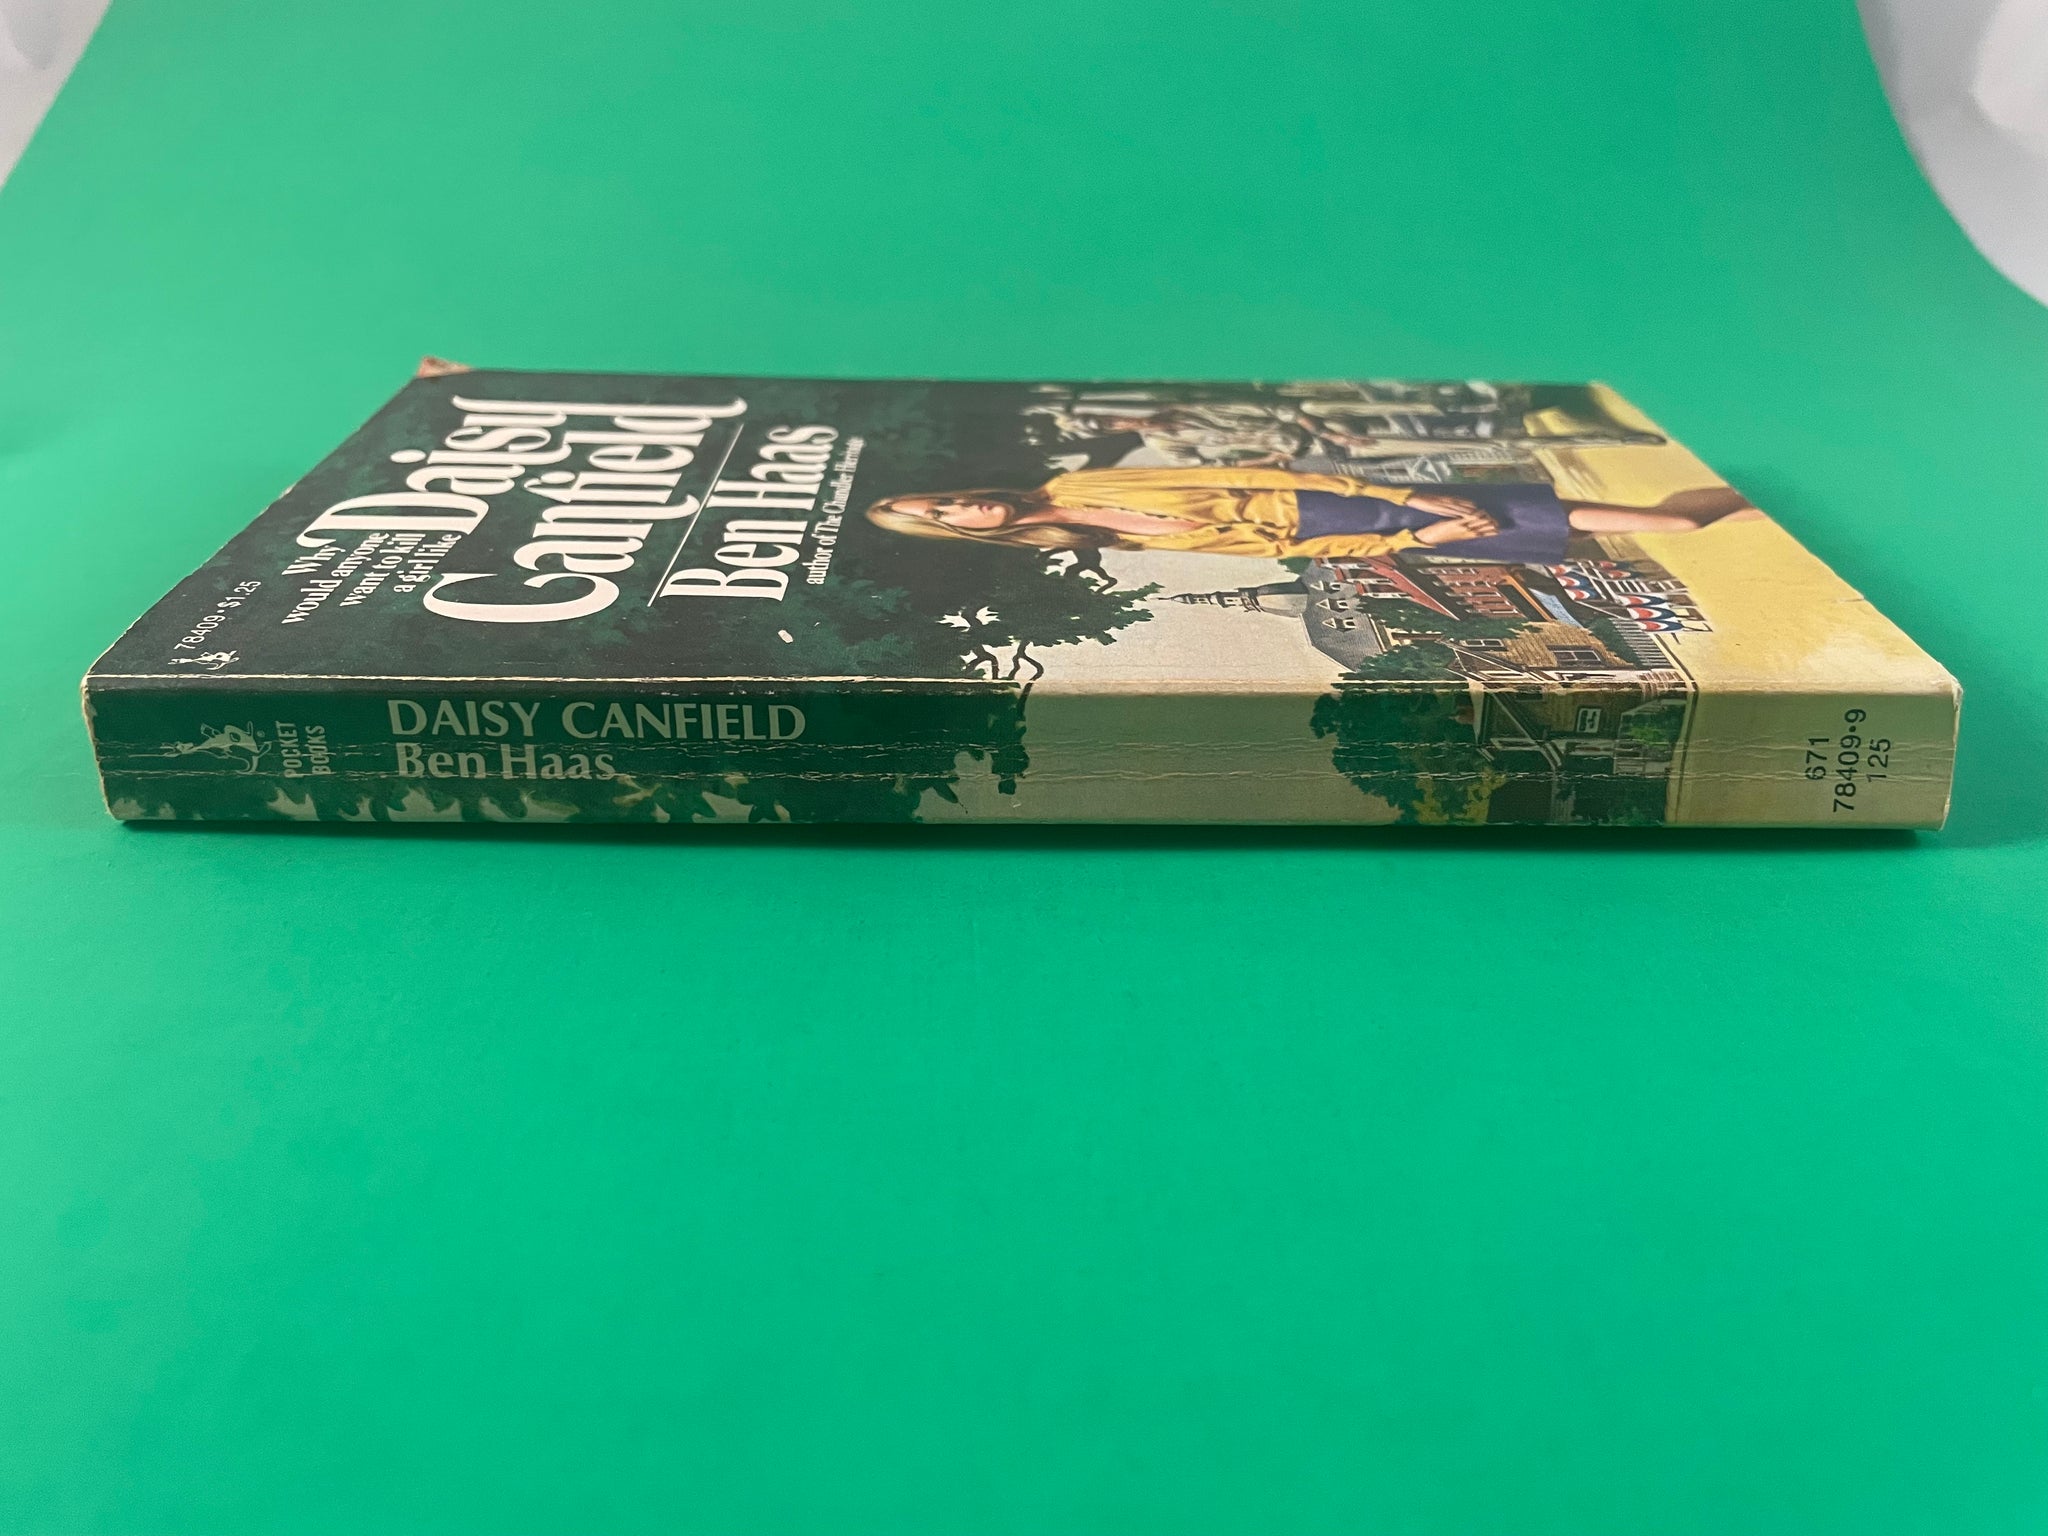 78409·$1.25
Why
would anyone
want to kill
a girl like
Daisy
Canfield
Ben Haas
author of The Chandler Heritage
POCKET
BOOKS
DAISY CANFIELD
Ben Haas
671
78409·9
125